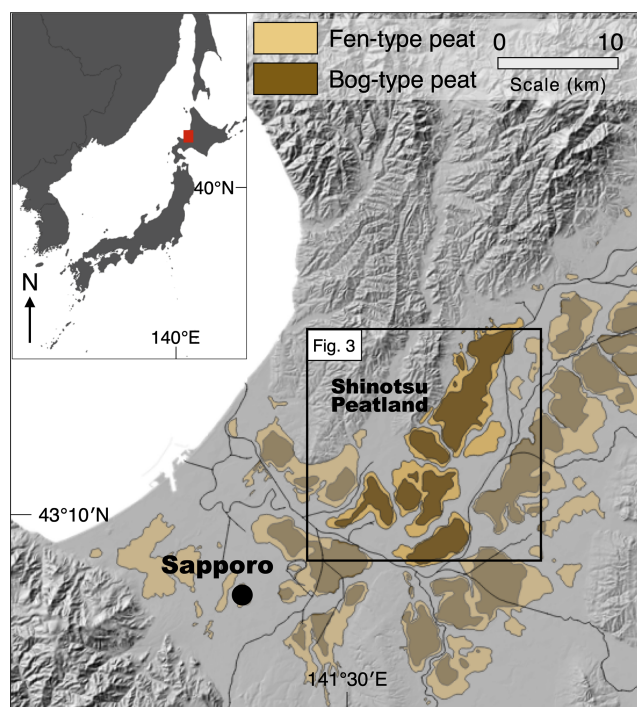 Fen-type peat
Bog-type peat
0 10
Scale (km)
40°N
N
140°E
Fig. 3
Shinotsu
Peatland
43°10′N
Sapporo
141°30′E